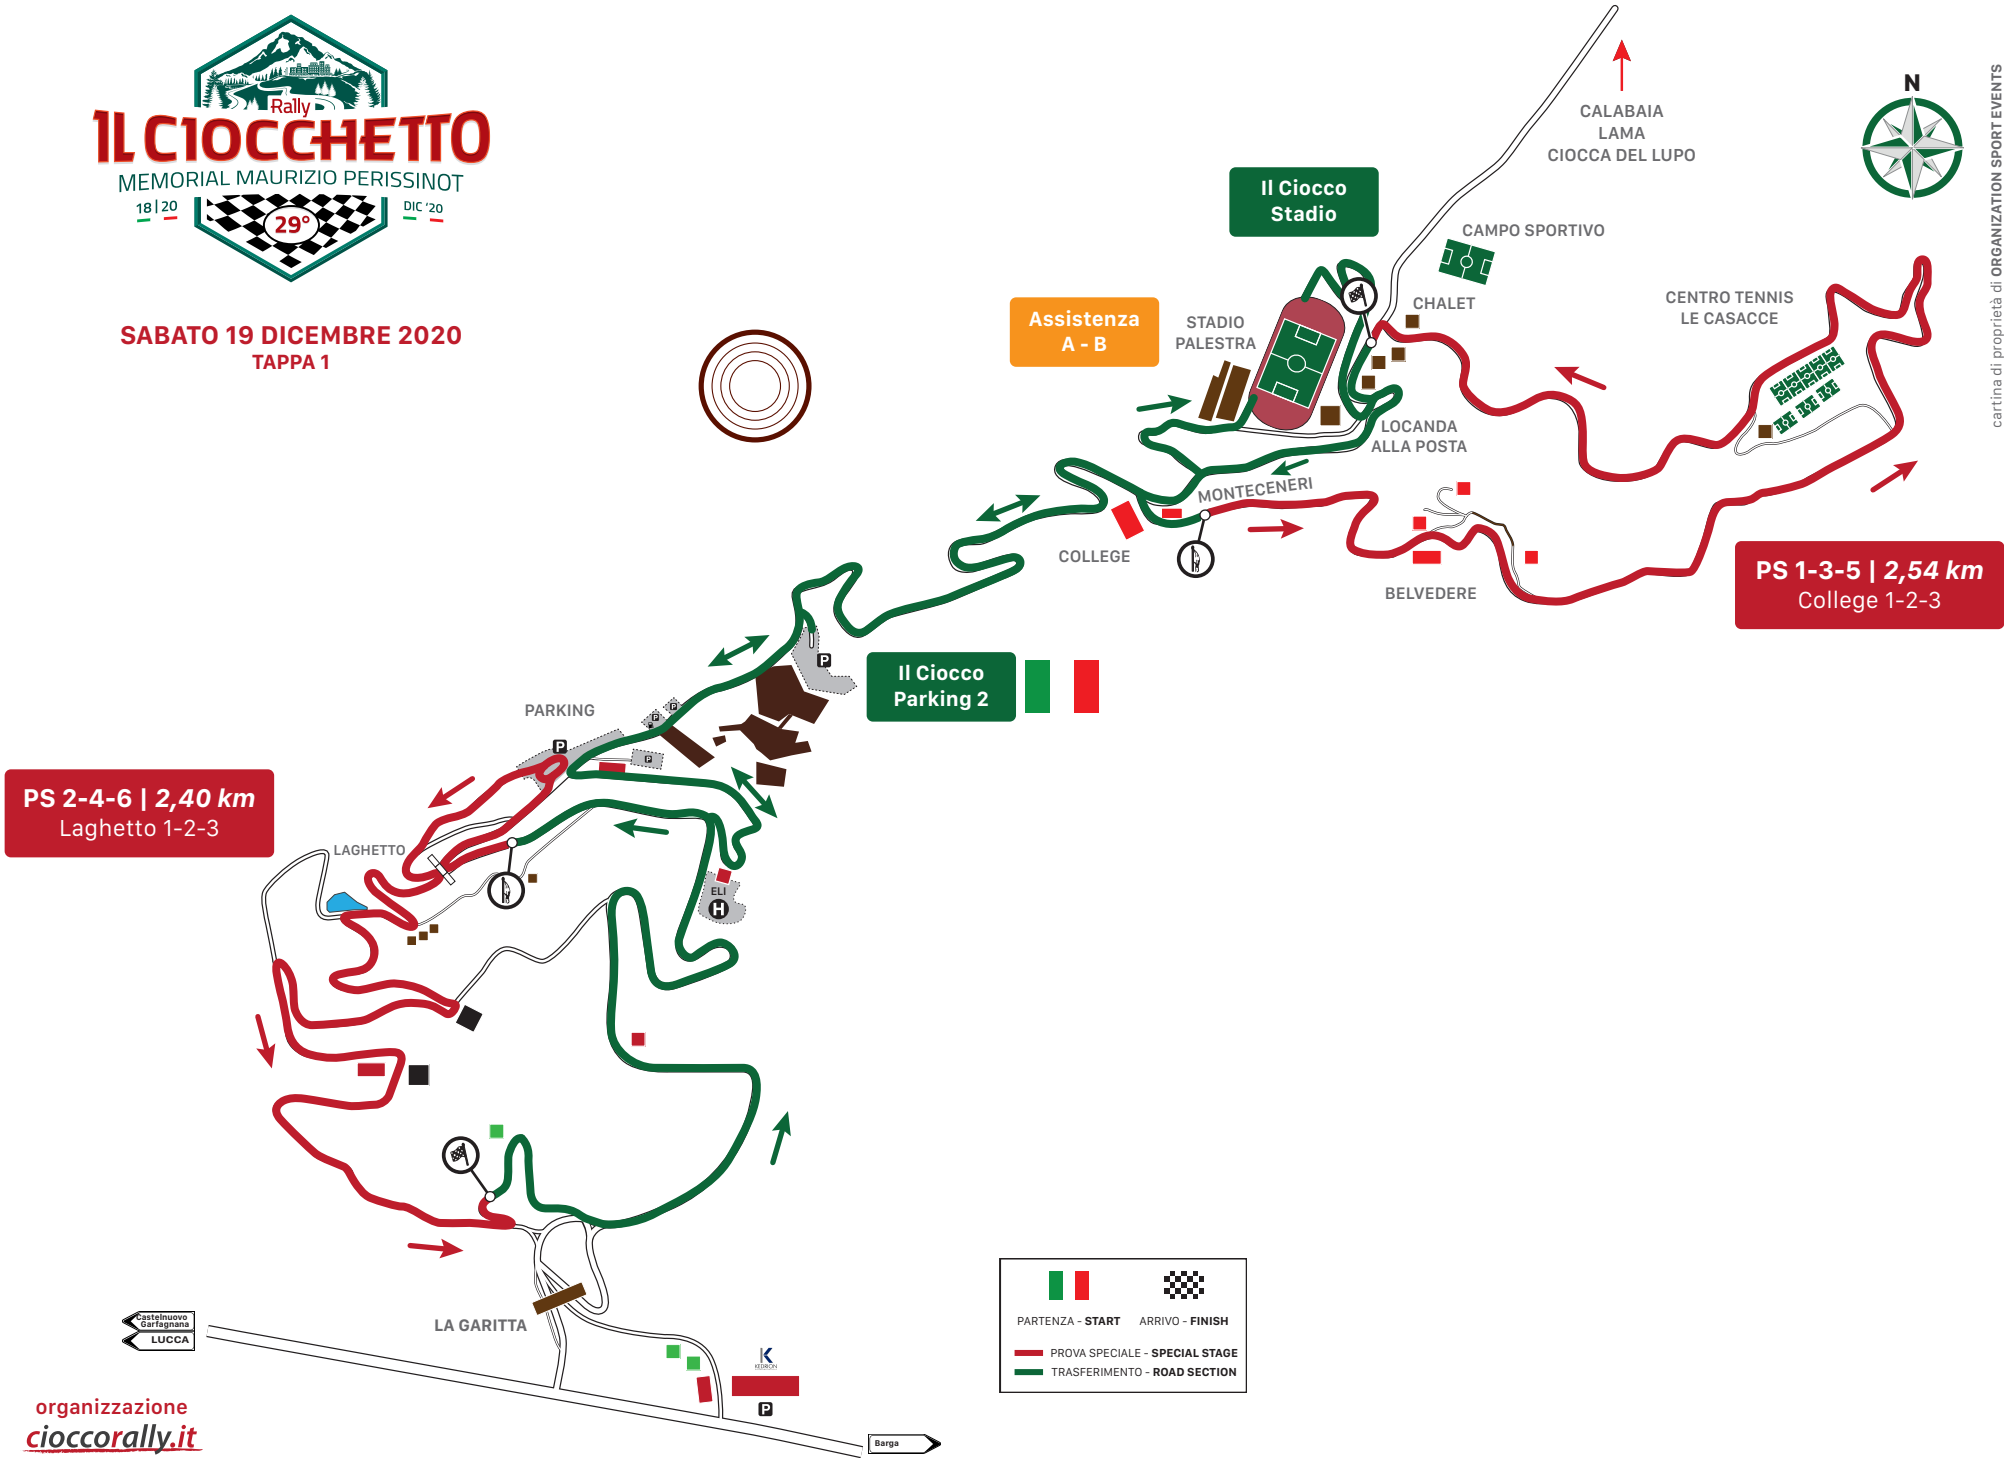 Rally
IL CIOCCHETTO
MEMORIAL MAURIZIO PERISSINOT
18|20
DIC '20
29°
SABATO 19 DICEMBRE 2020
TAPPA 1
CALABAIA
LAMA
CIOCCA DEL LUPO
N
cartina di proprietà di ORGANIZATION SPORT EVENTS
Il Ciocco
Stadio
CAMPO SPORTIVO
CHALET
CENTRO TENNIS
LE CASACCE
Assistenza
A - B
STADIO
PALESTRA
LOCANDA
ALLA POSTA
MONTECENERI
COLLEGE
BELVEDERE
PS 1-3-5 | 2,54 km
College 1-2-3
Il Ciocco
Parking 2
P
PARKING
P
P
P
P
PS 2-4-6 | 2,40 km
Laghetto 1-2-3
LAGHETTO
ELI
H
LA GARITTA
Castelnuovo
Garfagnana
LUCCA
K
KEDRION
P
Barga
PARTENZA - START
ARRIVO - FINISH
PROVA SPECIALE - SPECIAL STAGE
TRASFERIMENTO - ROAD SECTION
organizzazione
cioccorally.it